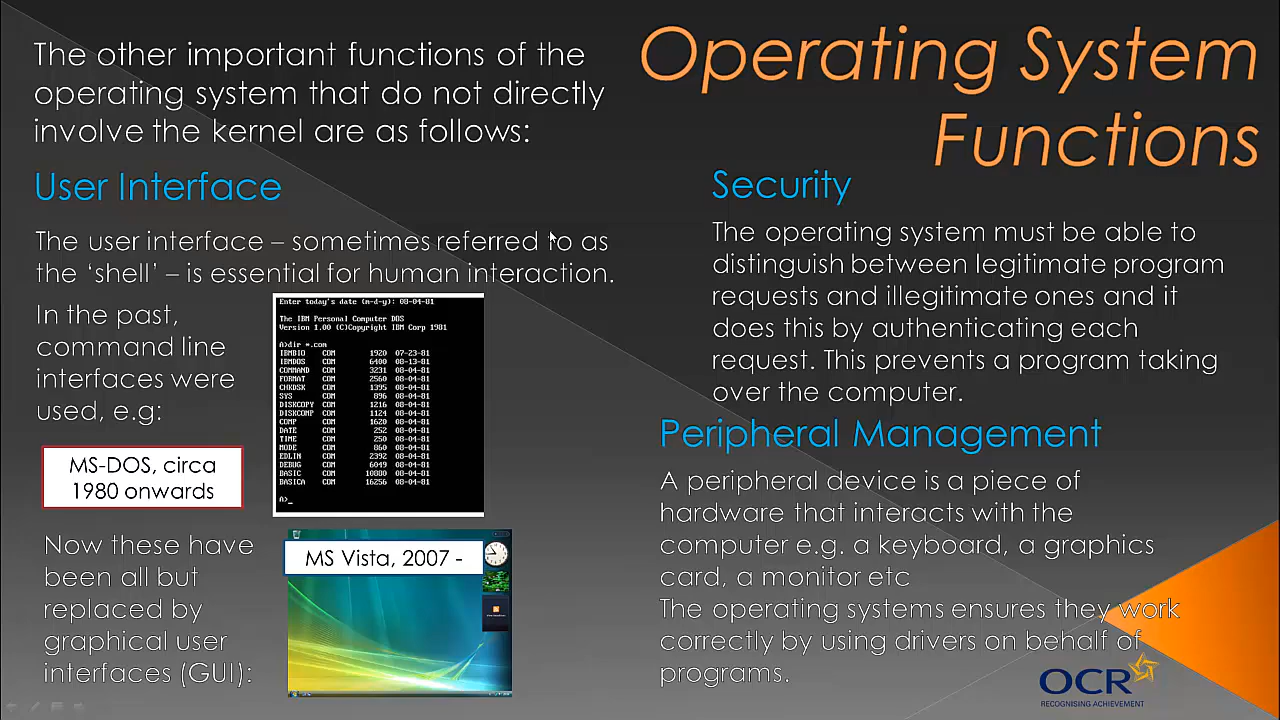 The other important functions of the
operating system that do not directly
involve the kernel are as follows:
Operating System
Functions
User Interface
The user interface – sometimes referred to as
the ‘shell’ – is essential for human interaction.
In the past,
command line
interfaces were
used, e.g:
Enter today's date (m-d-y): 08-04-81
The IBM Personal Computer DOS
Version 1.00 (C)Copyright IBM Corp 1981
A>dir *.com
IBMBIO COM 1920 07-23-81
IBMDOS COM 6400 08-13-81
COMMAND COM 3231 08-04-81
FORMAT COM 2560 08-04-81
CHKDSK COM 1395 08-04-81
SYS COM 896 08-04-81
DISKCOPY COM 1216 08-04-81
DISKCOMP COM 1124 08-04-81
COMP COM 1620 08-04-81
DATE COM 252 08-04-81
TIME COM 250 08-04-81
MODE COM 860 08-04-81
EDLIN COM 2392 08-04-81
DEBUG COM 6049 08-04-81
BASIC COM 10880 08-04-81
BASICA COM 16256 08-04-81
A>_
MS-DOS, circa
1980 onwards
Now these have
been all but
replaced by
graphical user
interfaces (GUI):
MS Vista, 2007 -
Security
The operating system must be able to
distinguish between legitimate program
requests and illegitimate ones and it
does this by authenticating each
request. This prevents a program taking
over the computer.
Peripheral Management
A peripheral device is a piece of
hardware that interacts with the
computer e.g. a keyboard, a graphics
card, a monitor etc
The operating systems ensures they work
correctly by using drivers on behalf of
programs.
OCR
RECOGNISING ACHIEVEMENT